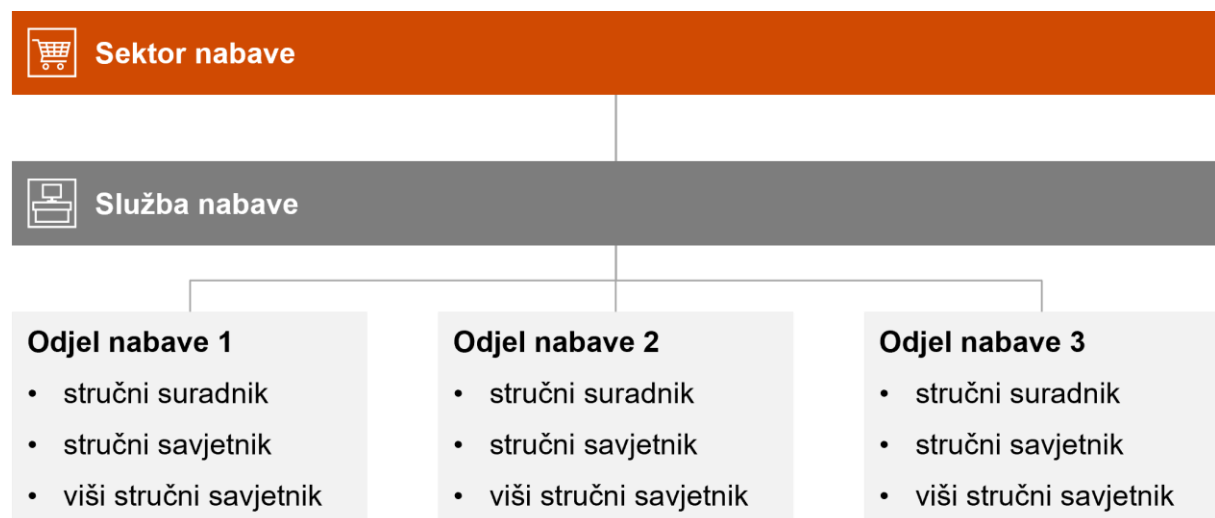 Sektor nabave
Služba nabave
Odjel nabave 1
• stručni suradnik
• stručni savjetnik
• viši stručni savjetnik
Odjel nabave 2
• stručni suradnik
• stručni savjetnik
• viši stručni savjetnik
Odjel nabave 3
• stručni suradnik
• stručni savjetnik
• viši stručni savjetnik